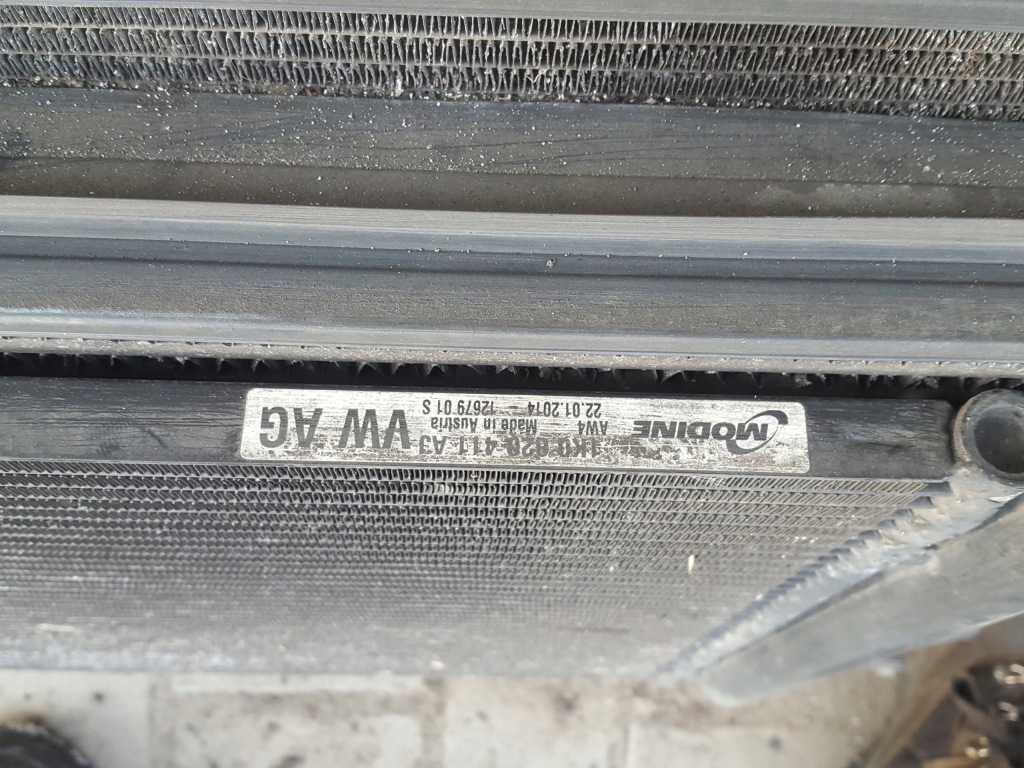 MODINE
1K0 820 411 A3
AW4 – Made in Austria
22.01.2014 – 12679 01 S
VW AG